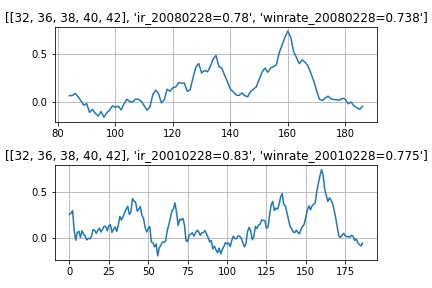 [[32, 36, 38, 40, 42], 'ir_20080228=0.78', 'winrate_20080228=0.738']
0.5
0.0
80 100 120 140 160 180
[[32, 36, 38, 40, 42], 'ir_20010228=0.83', 'winrate_20010228=0.775']
0.5
0.0
0 25 50 75 100 125 150 175